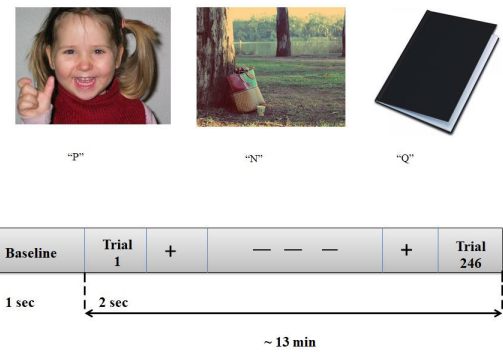 “P” “N” “Q”
Baseline Trial 1 + — — — + Trial 246
1 sec 2 sec
~ 13 min